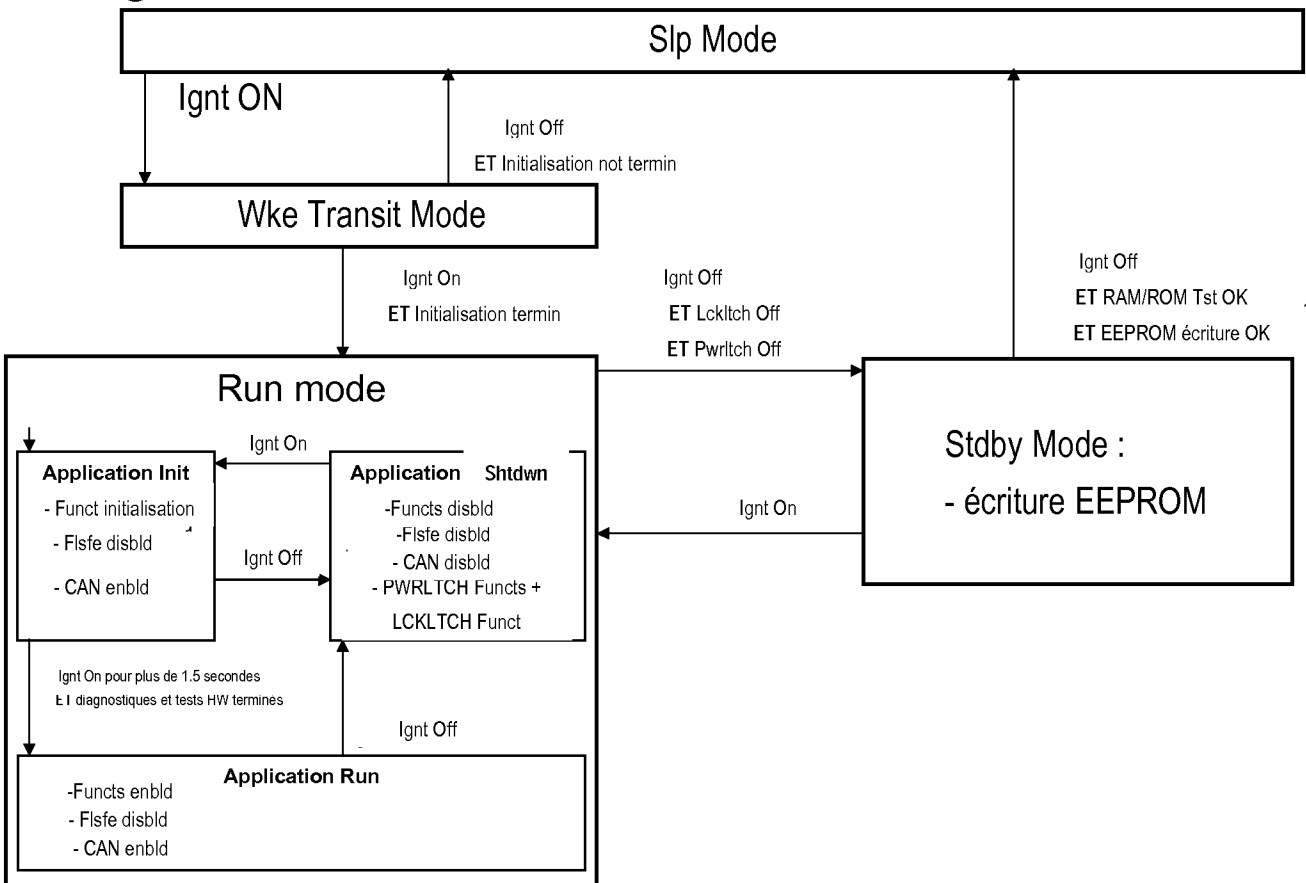 Slp Mode
Ignt ON
Ignt Off
ET Initialisation not termin
Wke Transit Mode
Ignt On
ET Initialisation termin
Ignt Off
ET Lckltch Off
ET Pwrltch Off
Ignt Off
ET RAM/ROM Tst OK
ET EEPROM écriture OK
Run mode
Ignt On
Application Init
- Funct initialisation
- Flsfe disbld
- CAN enbld
Ignt Off
Application Shtdwn
-Functs disbld
-Flsfe disbld
- CAN disbld
- PWRLTCH Functs +
LCKLTCH Funct
Ignt On
Stdby Mode :
- écriture EEPROM
Ignt On pour plus de 1.5 secondes
ET diagnostiques et tests HW terminés
Ignt Off
Application Run
-Functs enbld
- Flsfe disbld
- CAN enbld